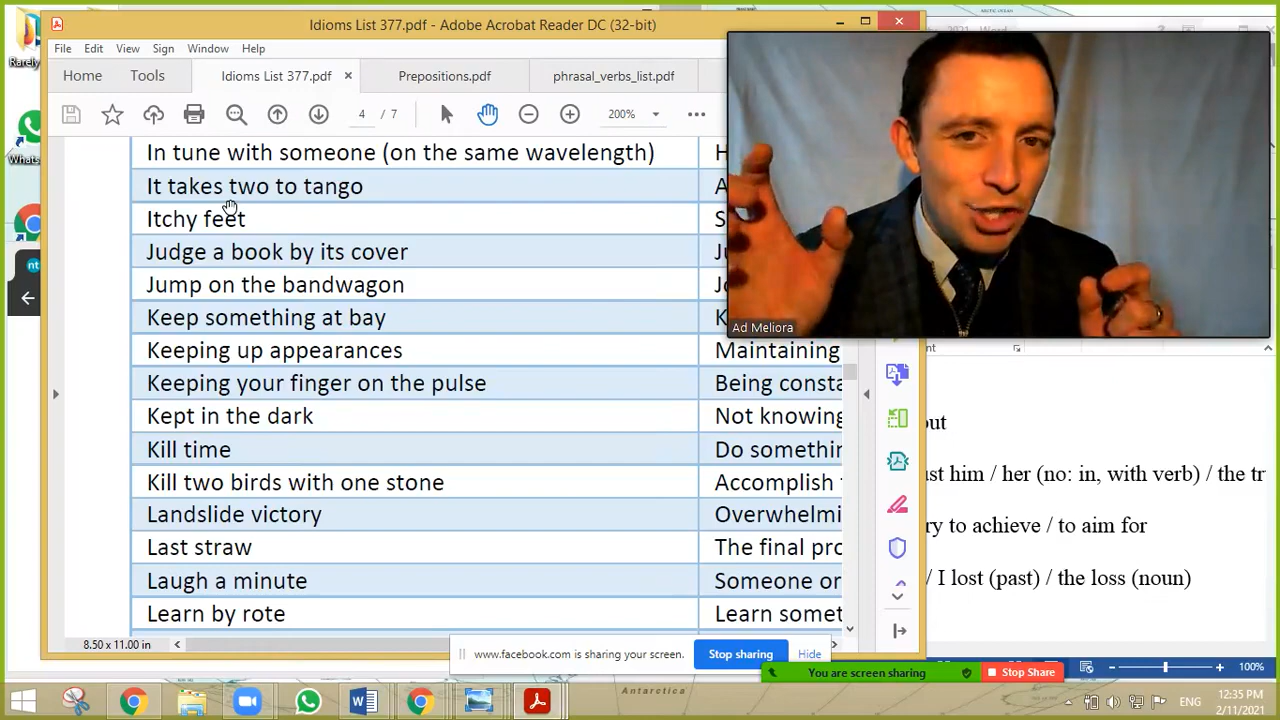 Idioms List 377.pdf - Adobe Acrobat Reader DC (32-bit)
File Edit View Sign Window Help
Home Tools Idioms List 377.pdf × Prepositions.pdf phrasal_verbs_list.pdf
4 / 7 200%
In tune with someone (on the same wavelength) H
It takes two to tango A
Itchy feet S
Judge a book by its cover Ju
Jump on the bandwagon Jo
Keep something at bay K
Keeping up appearances Maintaining
Keeping your finger on the pulse Being consta
Kept in the dark Not knowing
Kill time Do somethin
Kill two birds with one stone Accomplish
Landslide victory Overwhelmi
Last straw The final pro
Laugh a minute Someone or
Learn by rote Learn somet
8.50 x 11.00 in
Rarely
Whats
nt
Ad Meliora
out
ust him / her (no: in, with verb) / the tr
ry to achieve / to aim for
/ I lost (past) / the loss (noun)
www.facebook.com is sharing your screen. Stop sharing Hide
You are screen sharing Stop Share
100%
Antarctica
ENG
12:35 PM
2/11/2021